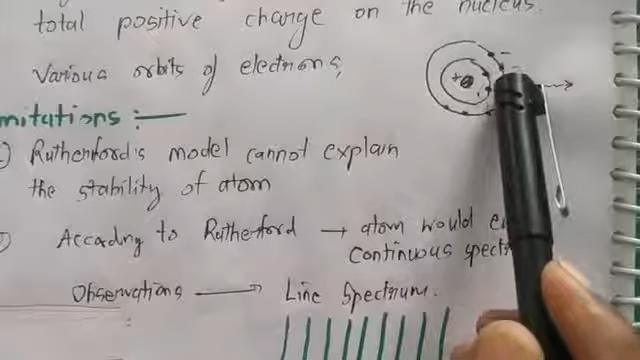 total positive charge on the nucleus.
various orbits of electrons,
mitations :—
Rutherford's model cannot explain
the stability of atom
Accoding to Rutherford → atom would
continuous
Observations → Line Spectrum.